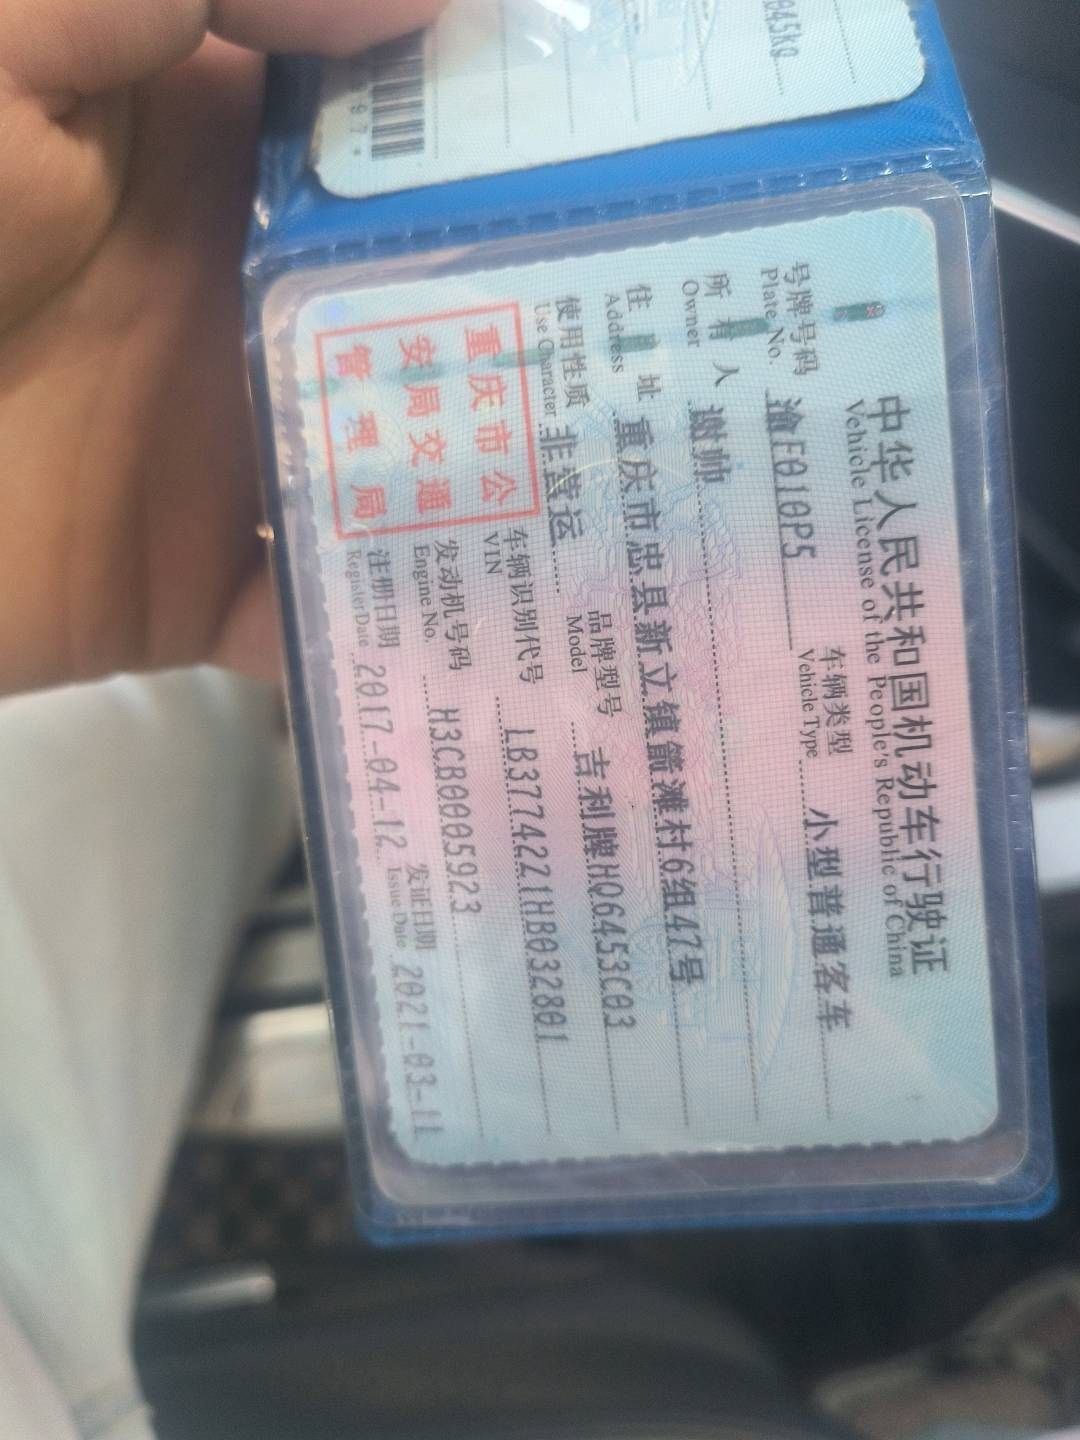 045kg
中华人民共和国机动车行驶证
Vehicle License of the People's Republic of China
号牌号码 渝F010P5 车辆类型 小型普通客车
Plate No. Vehicle Type
所有人 谢帅
Owner
住址 重庆市忠县新立镇箭滩村6组47号
Address
使用性质 非营运 品牌型号 吉利牌HQ6453C03
Use Character Model
重庆市公
安局交通
管理局
车辆识别代号 LB3774221HB032801
VIN
发动机号码 H3CB0005923
Engine No.
注册日期 2017-04-12 发证日期 2021-03-11
Register Date Issue Date